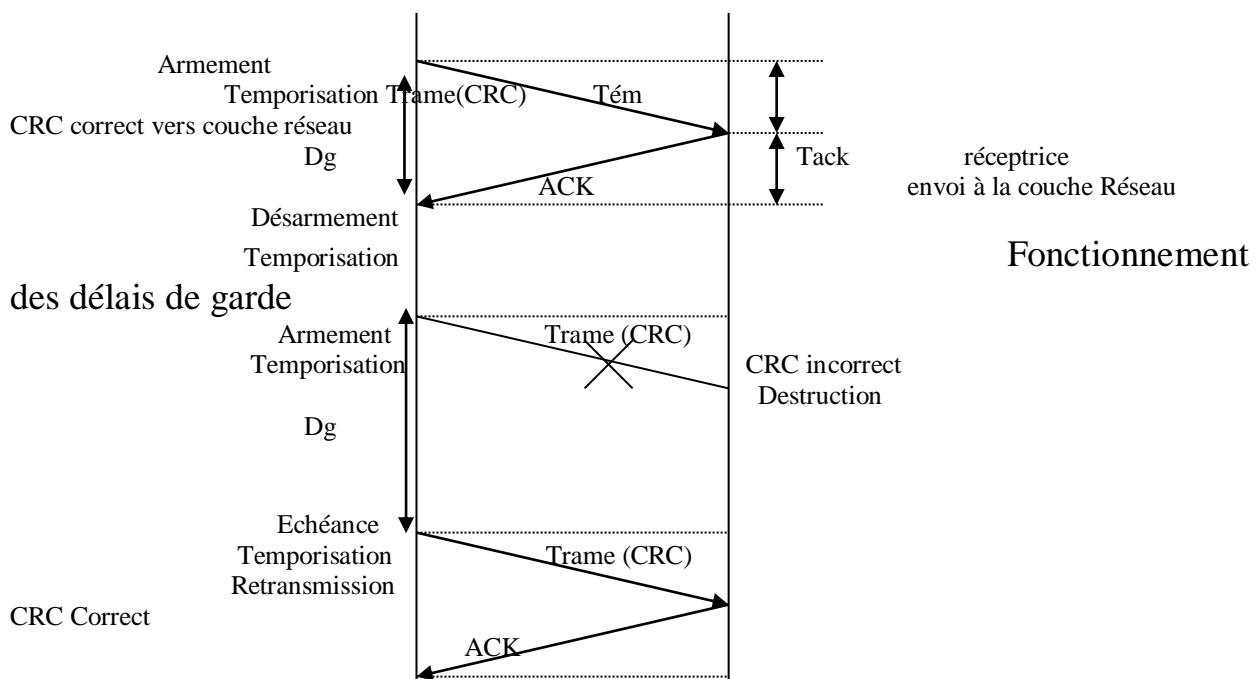 Armement
Temporisation Trame(CRC) Tém
CRC correct vers couche réseau
Dg Tack réceptrice
ACK envoi à la couche Réseau
Désarmement
Temporisation Fonctionnement
des délais de garde
Armement Trame (CRC)
Temporisation CRC incorrect
Destruction
Dg
Echéance
Temporisation Trame (CRC)
Retransmission
CRC Correct
ACK